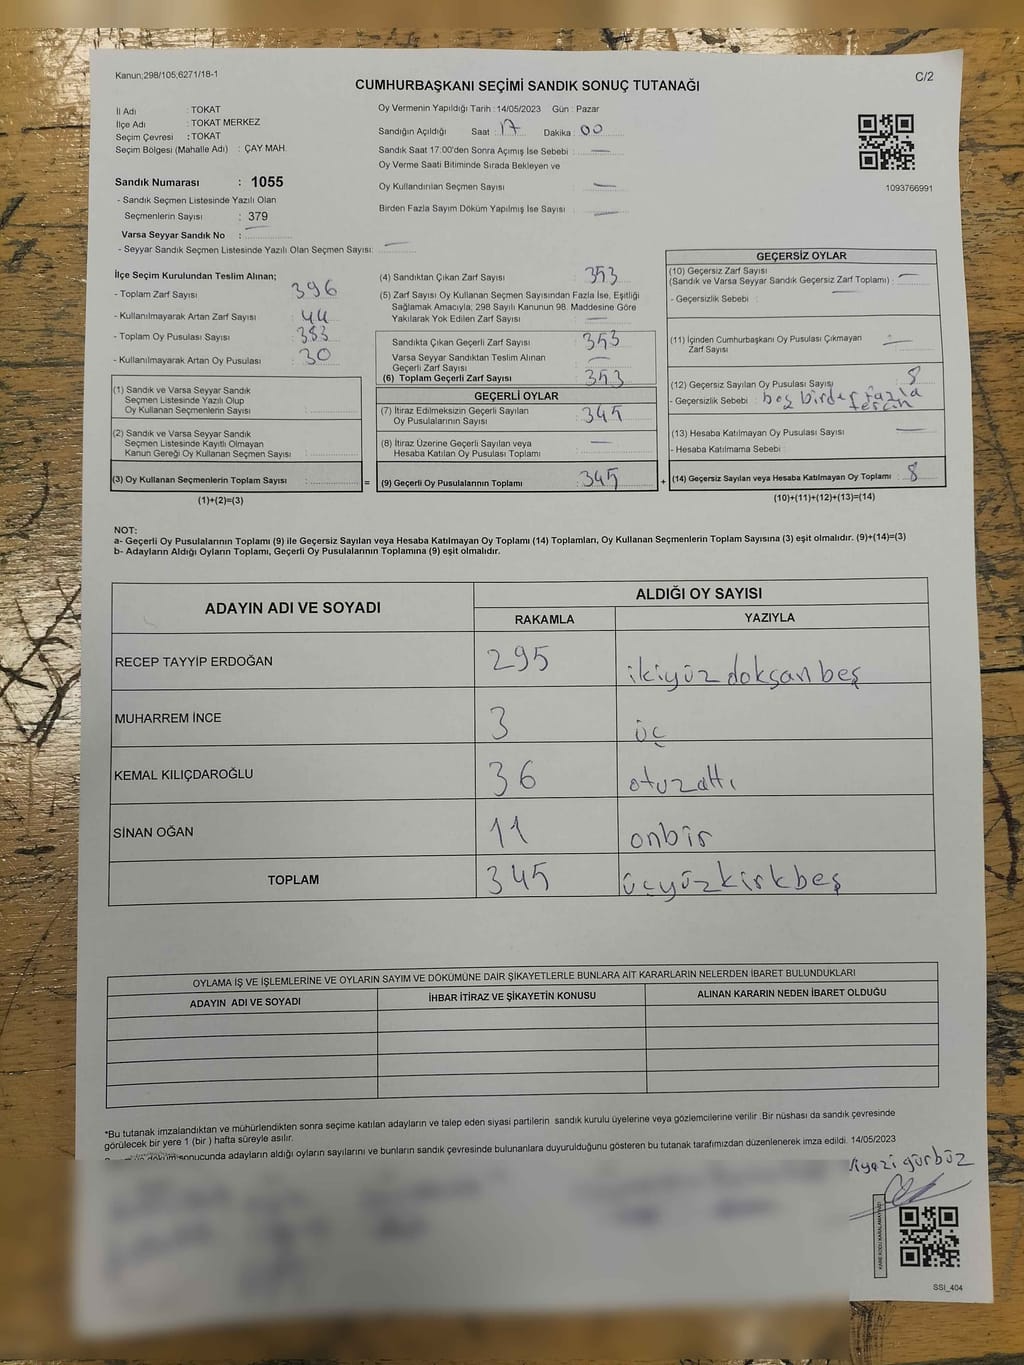 Kanun;298/105,6271/18-1
C/2
CUMHURBAŞKANI SEÇİMİ SANDIK SONUÇ TUTANAĞI
İl Adı : TOKAT
İlçe Adı : TOKAT MERKEZ
Seçim Çevresi : TOKAT
Seçim Bölgesi (Mahalle Adı) : ÇAY MAH.
Oy Vermenin Yapıldığı Tarih : 14/05/2023 Gün : Pazar
Sandığın Açıldığı Saat : 17 Dakika : 00
Sandık Saat 17:00'den Sonra Açımış İse Sebebi : —
Oy Verme Saati Bitiminde Sırada Bekleyen ve
Oy Kullandırılan Seçmen Sayısı : —
Birden Fazla Sayım Döküm Yapılmış İse Sayısı : —
1093766991
Sandık Numarası : 1055
- Sandık Seçmen Listesinde Yazılı Olan
Seçmenlerin Sayısı : 379
Varsa Seyyar Sandık No : —
- Seyyar Sandık Seçmen Listesinde Yazılı Olan Seçmen Sayısı: —
İlçe Seçim Kurulundan Teslim Alınan;
- Toplam Zarf Sayısı : 396
- Kullanılmayarak Artan Zarf Sayısı : 44
- Toplam Oy Pusulası Sayısı : 383
- Kullanılmayarak Artan Oy Pusulası : 30
(1) Sandık ve Varsa Seyyar Sandık
Seçmen Listesinde Yazılı Olup
Oy Kullanan Seçmenlerin Sayısı :
(2) Sandık ve Varsa Seyyar Sandık
Seçmen Listesinde Kayıtlı Olmayan
Kanun Gereği Oy Kullanan Seçmen Sayısı :
(3) Oy Kullanan Seçmenlerin Toplam Sayısı :
(1)+(2)=(3)
=
(4) Sandıktan Çıkan Zarf Sayısı : 353
(5) Zarf Sayısı Oy Kullanan Seçmen Sayısından Fazla İse, Eşitliği
Sağlamak Amacıyla; 298 Sayılı Kanunun 98. Maddesine Göre
Yakılarak Yok Edilen Zarf Sayısı : —
Sandıkta Çıkan Geçerli Zarf Sayısı : 353
Varsa Seyyar Sandıktan Teslim Alınan
Geçerli Zarf Sayısı : —
(6) Toplam Geçerli Zarf Sayısı : 353
GEÇERLİ OYLAR
(7) İtiraz Edilmeksizin Geçerli Sayılan
Oy Pusulalarının Sayısı : 345
(8) İtiraz Üzerine Geçerli Sayılan veya
Hesaba Katılan Oy Pusulası Toplamı : —
(9) Geçerli Oy Pusulalarının Toplamı : 345
+
GEÇERSİZ OYLAR
(10) Geçersiz Zarf Sayısı
(Sandık ve Varsa Seyyar Sandık Geçersiz Zarf Toplamı) : —
- Geçersizlik Sebebi : —
(11) İçinden Cumhurbaşkanı Oy Pusulası Çıkmayan
Zarf Sayısı : —
(12) Geçersiz Sayılan Oy Pusulası Sayısı : 8
- Geçersizlik Sebebi : boş birden fazla
tercih
(13) Hesaba Katılmayan Oy Pusulası Sayısı : —
- Hesaba Katılmama Sebebi :
(14) Geçersiz Sayılan veya Hesaba Katılmayan Oy Toplamı : 8
(10)+(11)+(12)+(13)=(14)
NOT:
a- Geçerli Oy Pusulalarının Toplamı (9) ile Geçersiz Sayılan veya Hesaba Katılmayan Oy Toplamı (14) Toplamları, Oy Kullanan Seçmenlerin Toplam Sayısına (3) eşit olmalıdır. (9)+(14)=(3)
b- Adayların Aldığı Oyların Toplamı, Geçerli Oy Pusulalarının Toplamına (9) eşit olmalıdır.
ADAYIN ADI VE SOYADI
ALDIĞI OY SAYISI
RAKAMLA YAZIYLA
RECEP TAYYİP ERDOĞAN 295 ikiyüz doksan beş
MUHARREM İNCE 3 üç
KEMAL KILIÇDAROĞLU 36 otuzaltı
SİNAN OĞAN 11 onbir
TOPLAM 345 üçyüzkırkbeş
OYLAMA İŞ VE İŞLEMLERİNE VE OYLARIN SAYIM VE DÖKÜMÜNE DAİR ŞİKAYETLERLE BUNLARA AİT KARARLARIN NELERDEN İBARET BULUNDUKLARI
ADAYIN ADI VE SOYADI İHBAR İTİRAZ VE ŞİKAYETİN KONUSU ALINAN KARARIN NEDEN İBARET OLDUĞU
*Bu tutanak imzalandıktan ve mühürlendikten sonra seçime katılan adayların ve talep eden siyasi partilerin sandık kurulu üyelerine veya gözlemcilerine verilir. Bir nüshası da sandık çevresinde
görülecek bir yere 1 (bir) hafta süreyle asılır.
sonucunda adayların aldığı oyların sayılarını ve bunların sandık çevresinde bulunanlara duyurulduğunu gösteren bu tutanak tarafımızdan düzenlenerek imza edildi. 14/05/2023
Niyazi gürbüz
KARE KODU KARALAMAYINIZ!
SSI_404